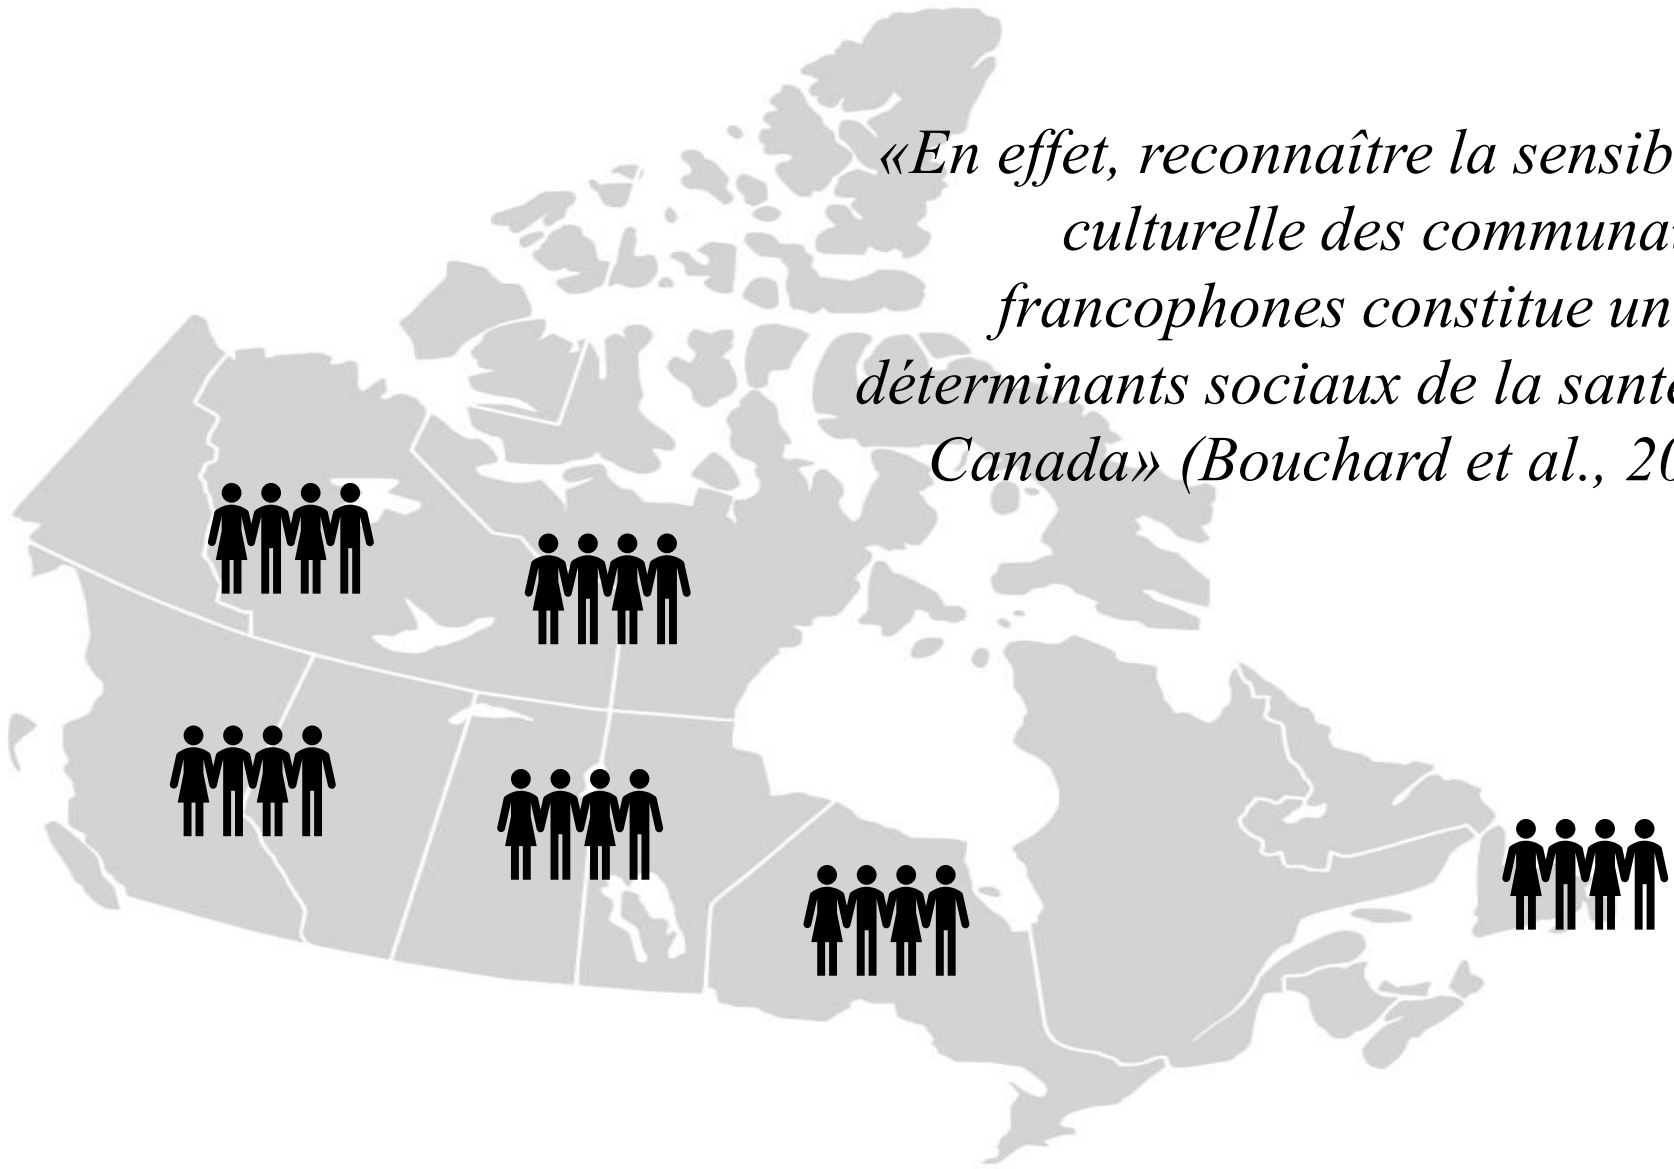 «En effet, reconnaître la sensib
culturelle des communa
francophones constitue un
déterminants sociaux de la santé
Canada» (Bouchard et al., 20